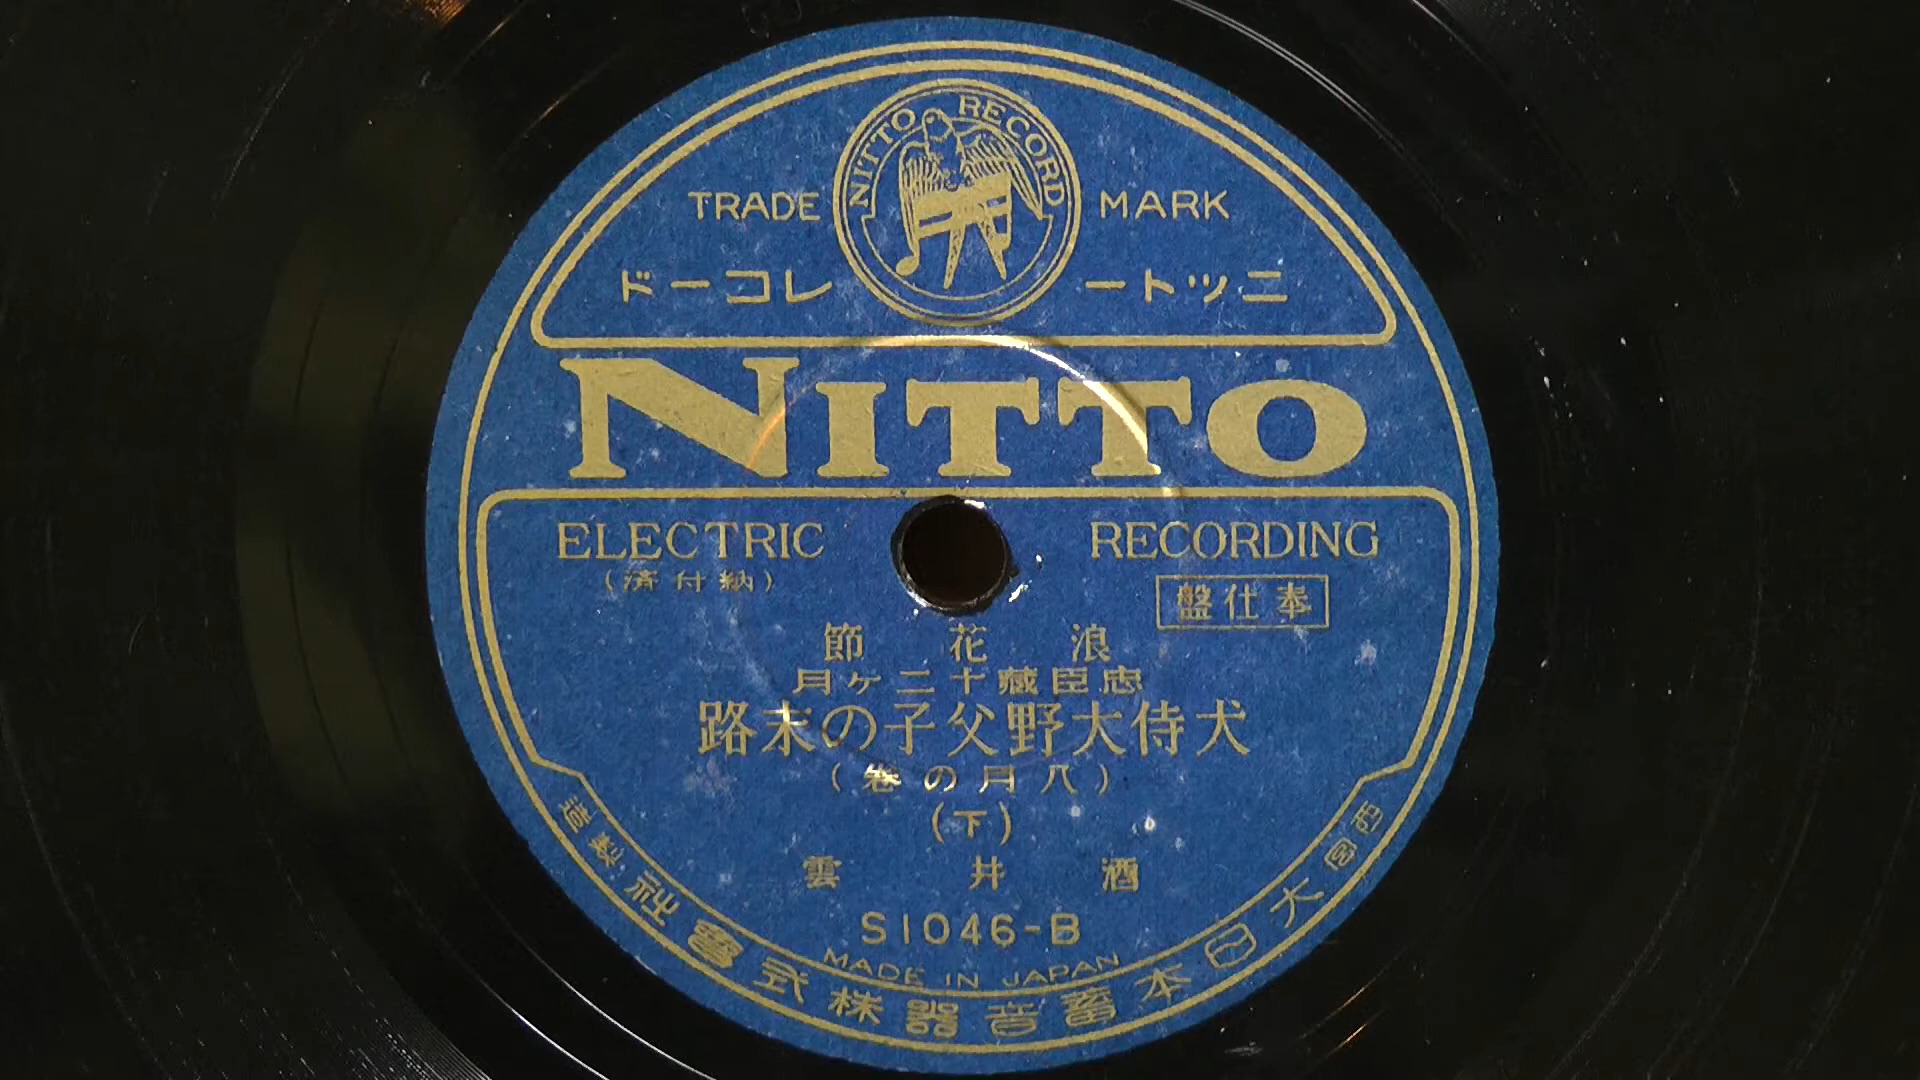 NITTO RECORD
TRADE MARK
ニットーレコード
NITTO
ELECTRIC RECORDING
(納付済)
奉仕盤
浪花節
忠臣藏十二ヶ月
犬侍大野父子の末路
(八月の巻)
(下)
酒井雲
S1046-B
MADE IN JAPAN
西宮 大日本蓄音器株式會社 製造